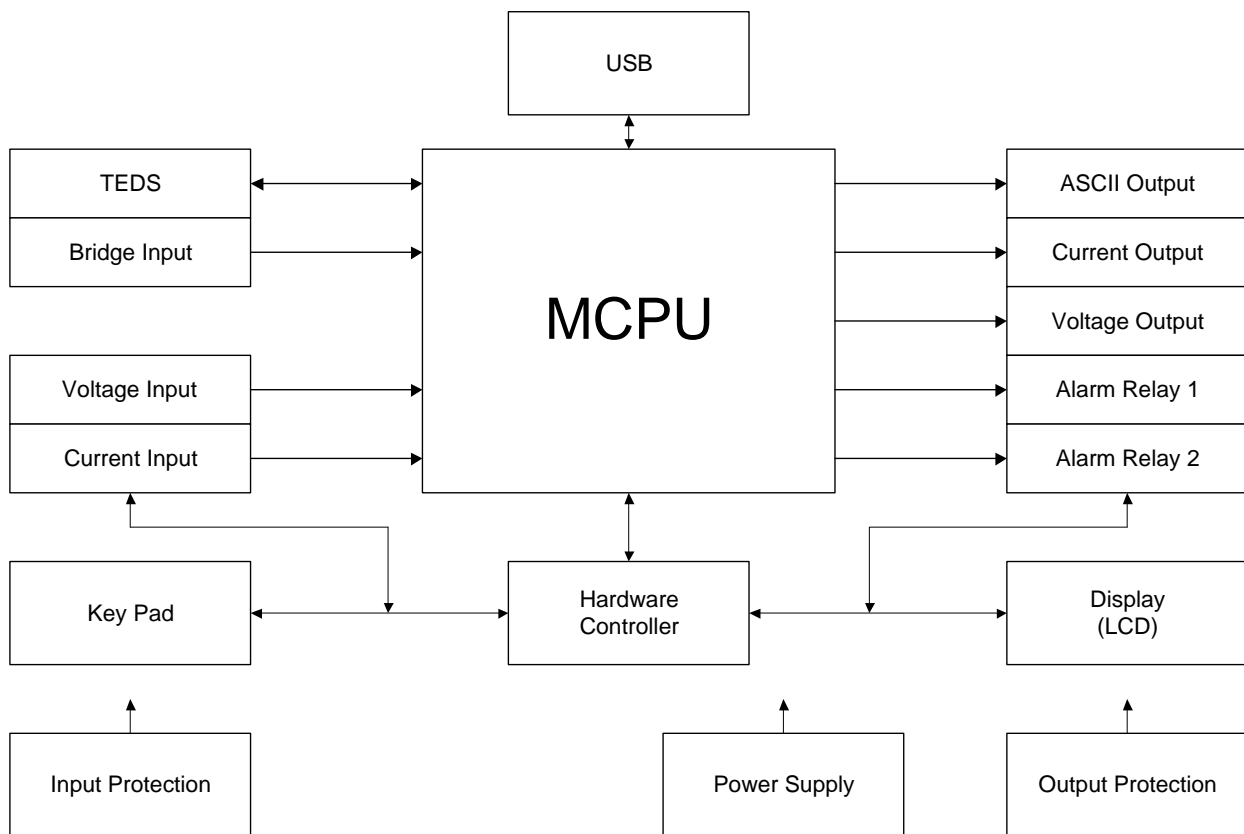 USB
TEDS
Bridge Input
Voltage Input
Current Input
MCPU
ASCII Output
Current Output
Voltage Output
Alarm Relay 1
Alarm Relay 2
Key Pad
Hardware
Controller
Display
(LCD)
Input Protection
Power Supply
Output Protection